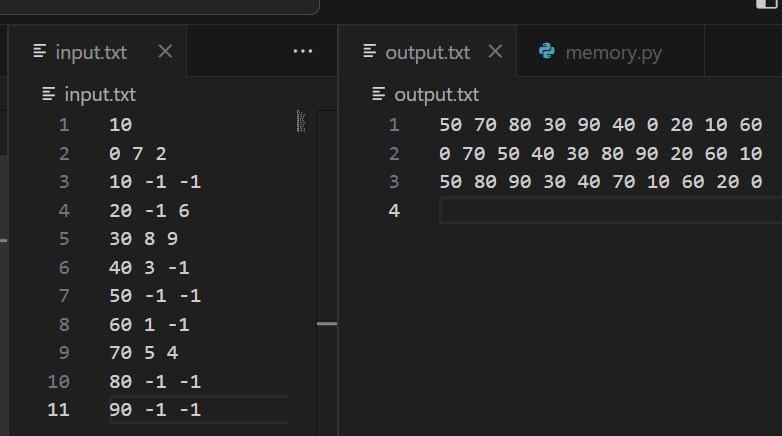 input.txt
output.txt
memory.py
input.txt
1 10
2 0 7 2
3 10 -1 -1
4 20 -1 6
5 30 8 9
6 40 3 -1
7 50 -1 -1
8 60 1 -1
9 70 5 4
10 80 -1 -1
11 90 -1 -1
output.txt
1 50 70 80 30 90 40 0 20 10 60
2 0 70 50 40 30 80 90 20 60 10
3 50 80 90 30 40 70 10 60 20 0
4